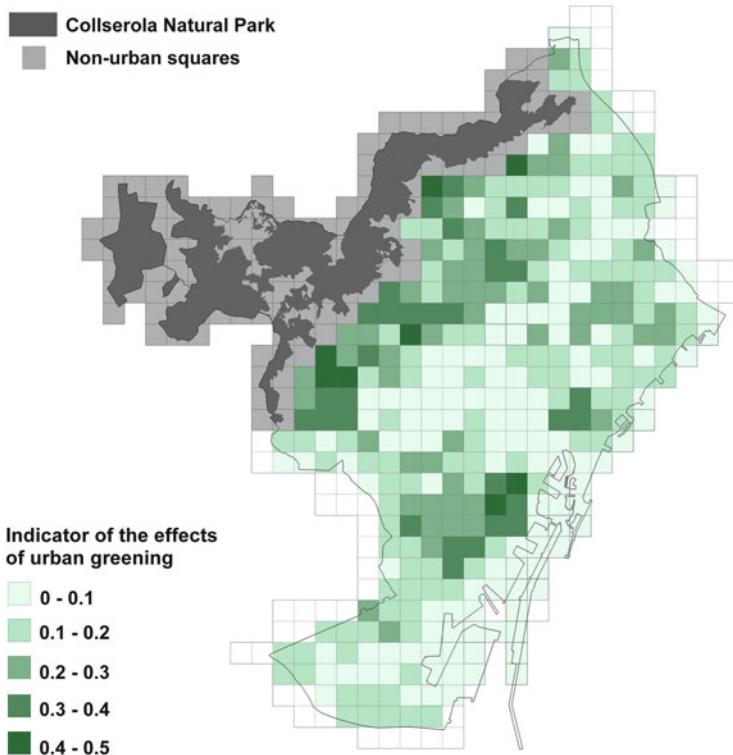 Collserola Natural Park
Non-urban squares
Indicator of the effects
of urban greening
0 - 0.1
0.1 - 0.2
0.2 - 0.3
0.3 - 0.4
0.4 - 0.5